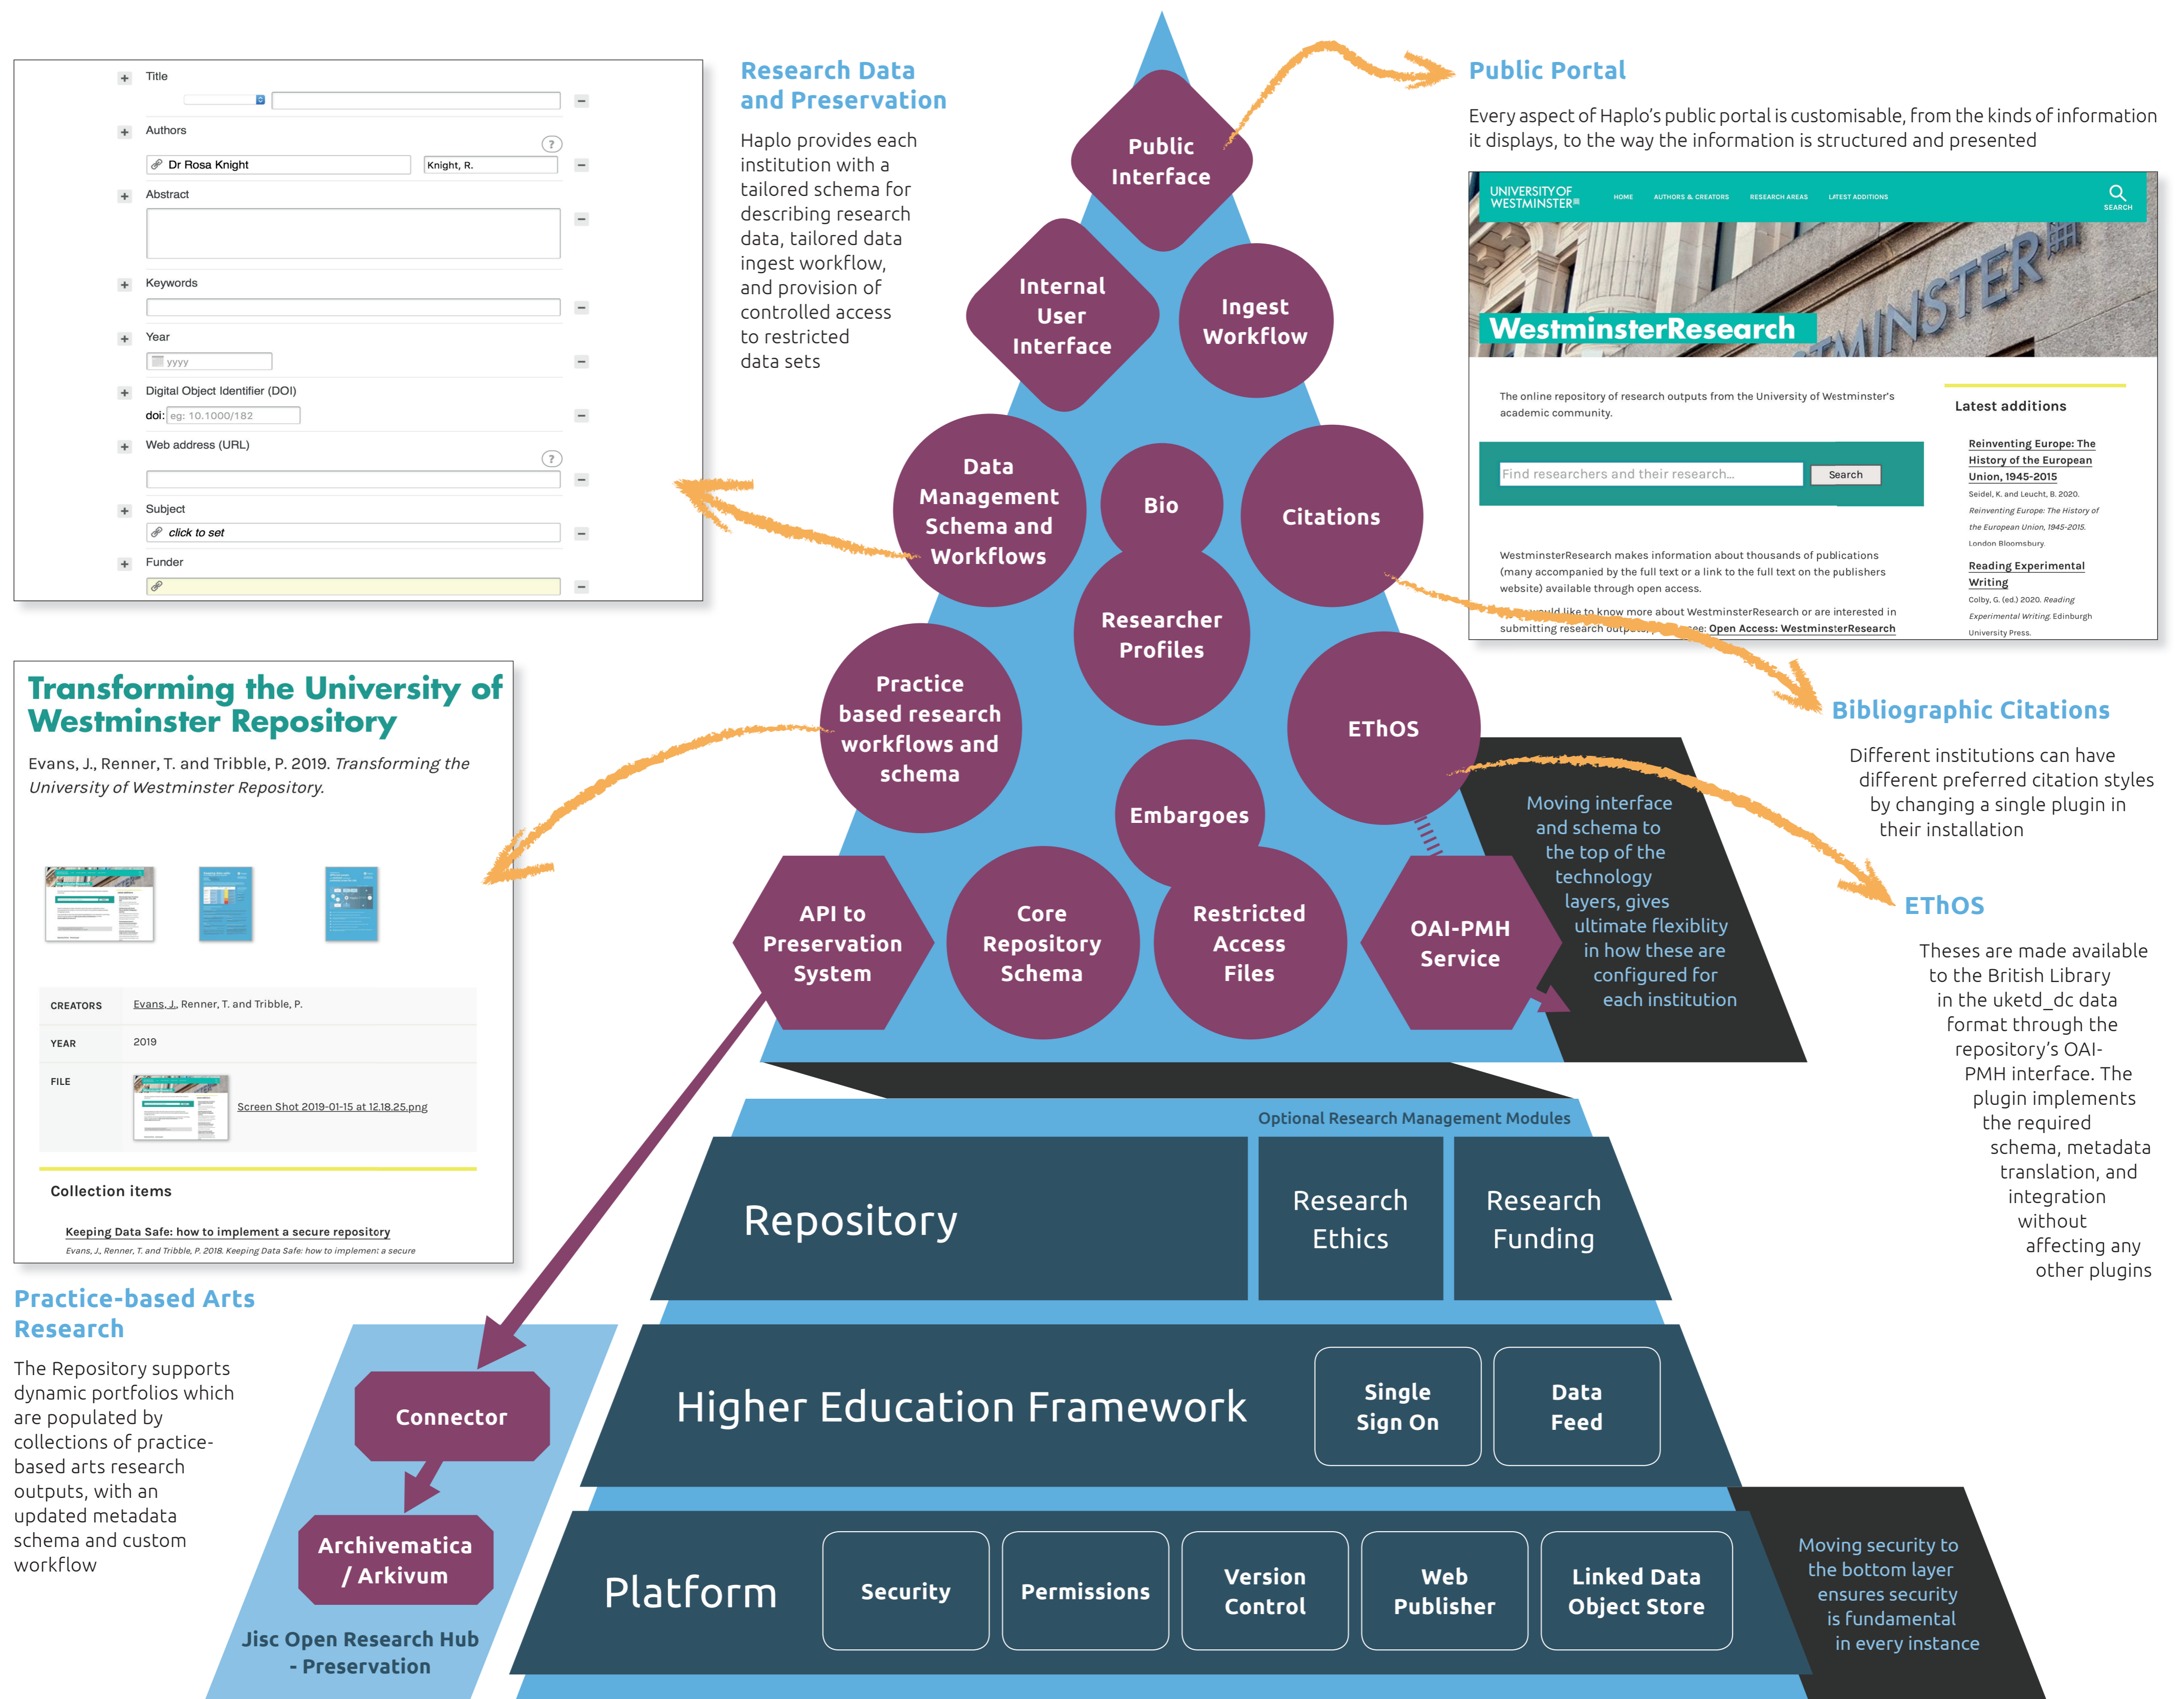 Title
Authors
?
Dr Rosa Knight
Knight, R.
Abstract
Keywords
Year
yyyy
Digital Object Identifier (DOI)
doi: eg: 10.1000/182
Web address (URL)
?
Subject
click to set
Funder
Research Data
and Preservation
Haplo provides each
institution with a
tailored schema for
describing research
data, tailored data
ingest workflow,
and provision of
controlled access
to restricted
data sets
Public
Interface
Internal
User
Interface
Ingest
Workflow
Data
Management
Schema and
Workflows
Bio
Citations
Researcher
Profiles
Practice
based research
workflows and
schema
EThOS
Embargoes
API to
Preservation
System
Core
Repository
Schema
Restricted
Access
Files
OAI-PMH
Service
Public Portal
Every aspect of Haplo's public portal is customisable, from the kinds of information
it displays, to the way the information is structured and presented
UNIVERSITY OF
WESTMINSTER
HOME
AUTHORS & CREATORS
RESEARCH AREAS
LATEST ADDITIONS
SEARCH
MINSTER
WestminsterResearch
The online repository of research outputs from the University of Westminster's
academic community.
Find researchers and their research...
Search
WestminsterResearch makes information about thousands of publications
(many accompanied by the full text or a link to the full text on the publishers
website) available through open access.
would like to know more about WestminsterResearch or are interested in
submitting research outputs, Open Access: WestminsterResearch
Latest additions
Reinventing Europe: The
History of the European
Union, 1945-2015
Seidel, K. and Leucht, B. 2020.
Reinventing Europe: The History of
the European Union, 1945-2015.
London Bloomsbury.
Reading Experimental
Writing
Colby, G. (ed.) 2020. Reading
Experimental Writing. Edinburgh
University Press.
Bibliographic Citations
Different institutions can have
different preferred citation styles
by changing a single plugin in
their installation
EThOS
Theses are made available
to the British Library
in the uketd_dc data
format through the
repository's OAI-
PMH interface. The
plugin implements
the required
schema, metadata
translation, and
integration
without
affecting any
other plugins
Moving interface
and schema to
the top of the
technology
layers, gives
ultimate flexiblity
in how these are
configured for
each institution
Transforming the University of
Westminster Repository
Evans, J., Renner, T. and Tribble, P. 2019. Transforming the
University of Westminster Repository.
CREATORS
Evans, J., Renner, T. and Tribble, P.
YEAR
2019
FILE
Screen Shot 2019-01-15 at 12.18.25.png
Collection items
Keeping Data Safe: how to implement a secure repository
Evans, J., Renner, T. and Tribble, P. 2018. Keeping Data Safe: how to implement a secure
Practice-based Arts
Research
The Repository supports
dynamic portfolios which
are populated by
collections of practice-
based arts research
outputs, with an
updated metadata
schema and custom
workflow
Connector
Archivematica
/ Arkivum
Jisc Open Research Hub
- Preservation
Optional Research Management Modules
Repository
Research
Ethics
Research
Funding
Higher Education Framework
Single
Sign On
Data
Feed
Platform
Security
Permissions
Version
Control
Web
Publisher
Linked Data
Object Store
Moving security to
the bottom layer
ensures security
is fundamental
in every instance